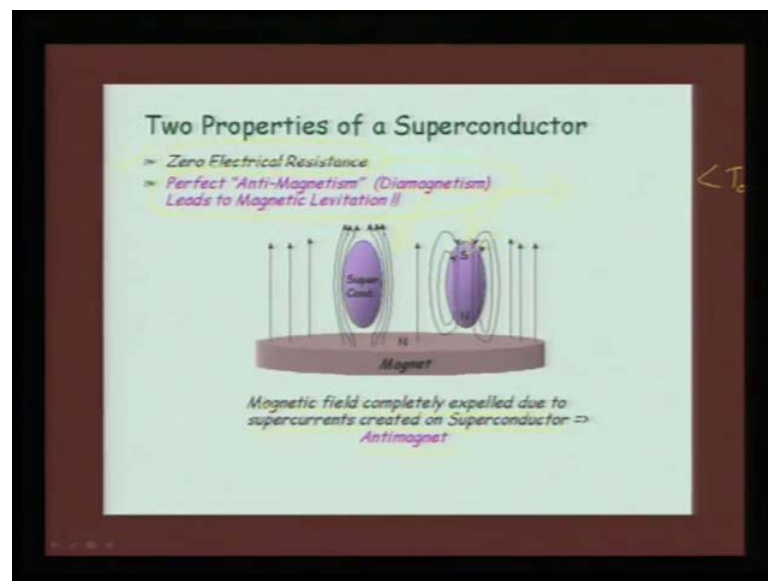 Two Properties of a Superconductor
Zero Electrical Resistance
Perfect "Anti-Magnetism" (Diamagnetism)
Leads to Magnetic Levitation !!
< Tc
S
Super
Cond.
N
N
Magnet
Magnetic field completely expelled due to
supercurrents created on Superconductor =>
Antimagnet